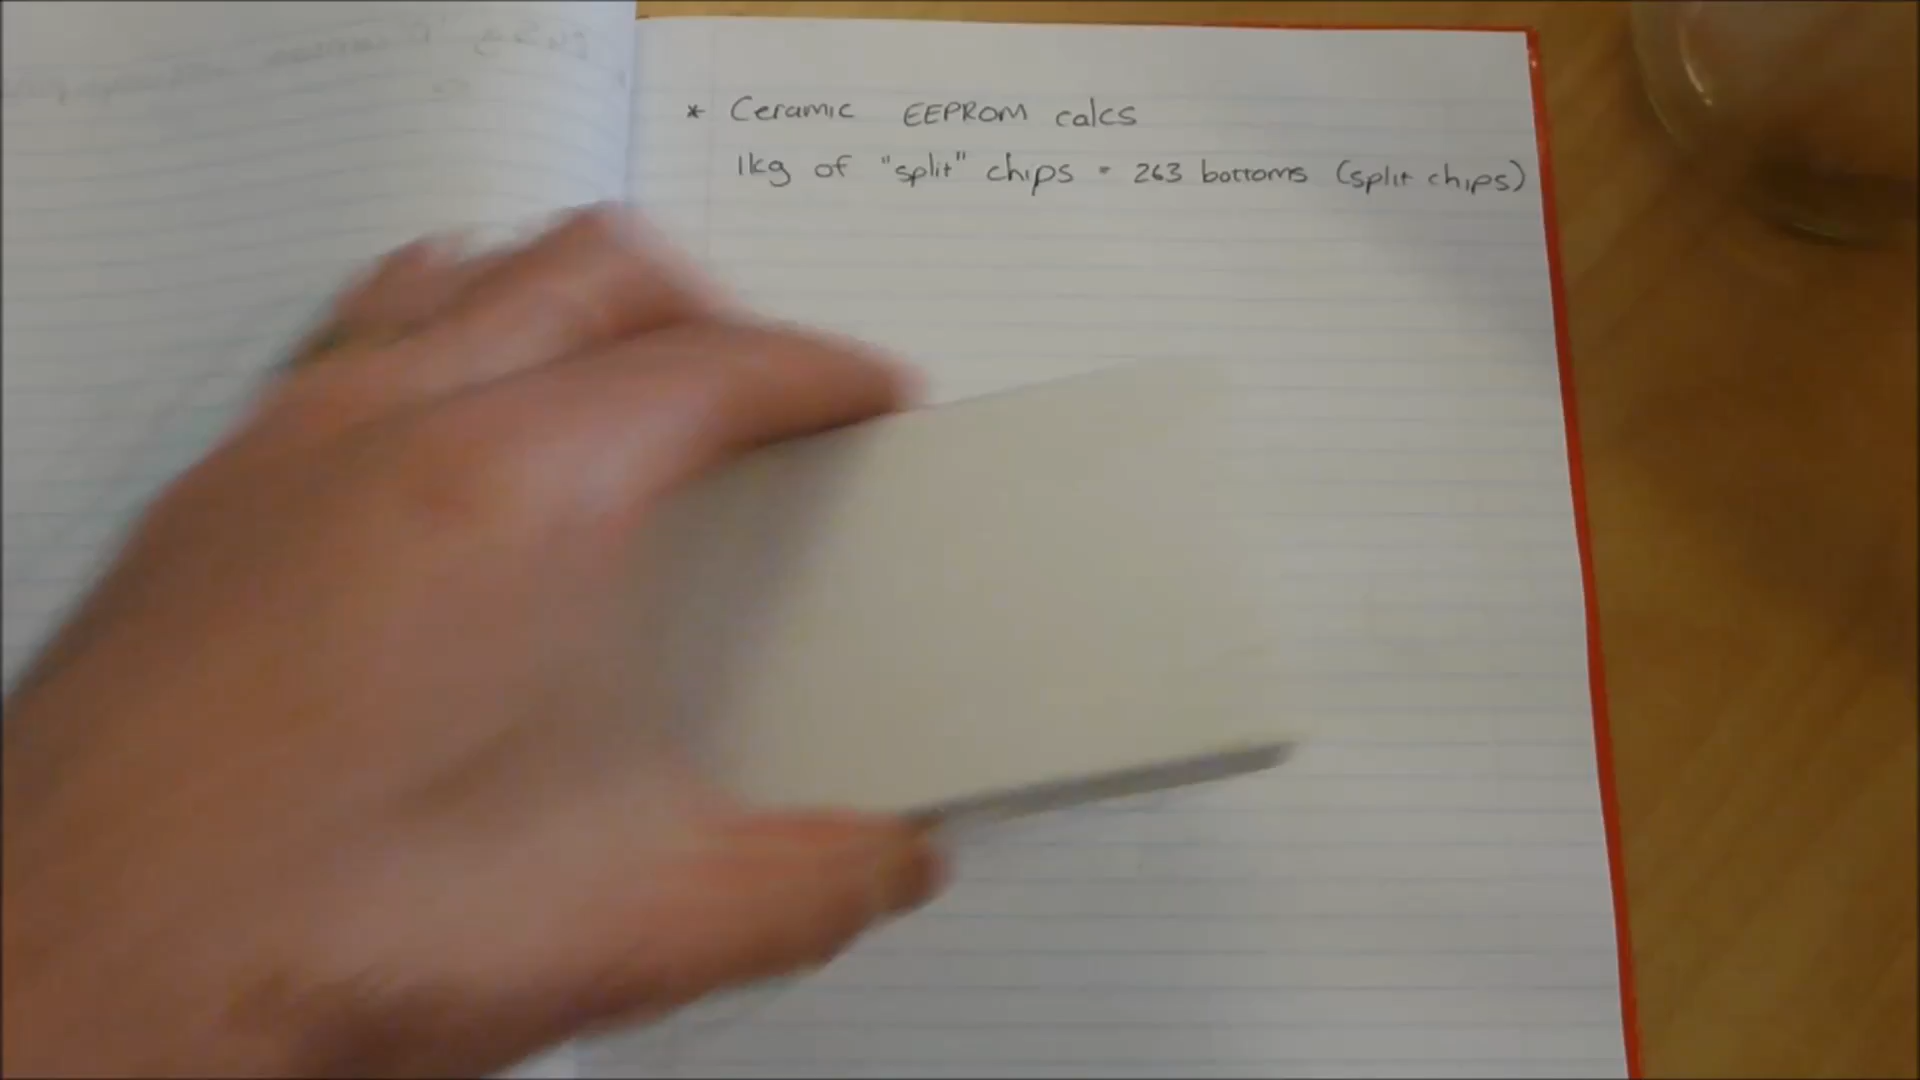 * Ceramic EEPROM calcs
1kg of "split" chips = 263 bottoms (split chips)